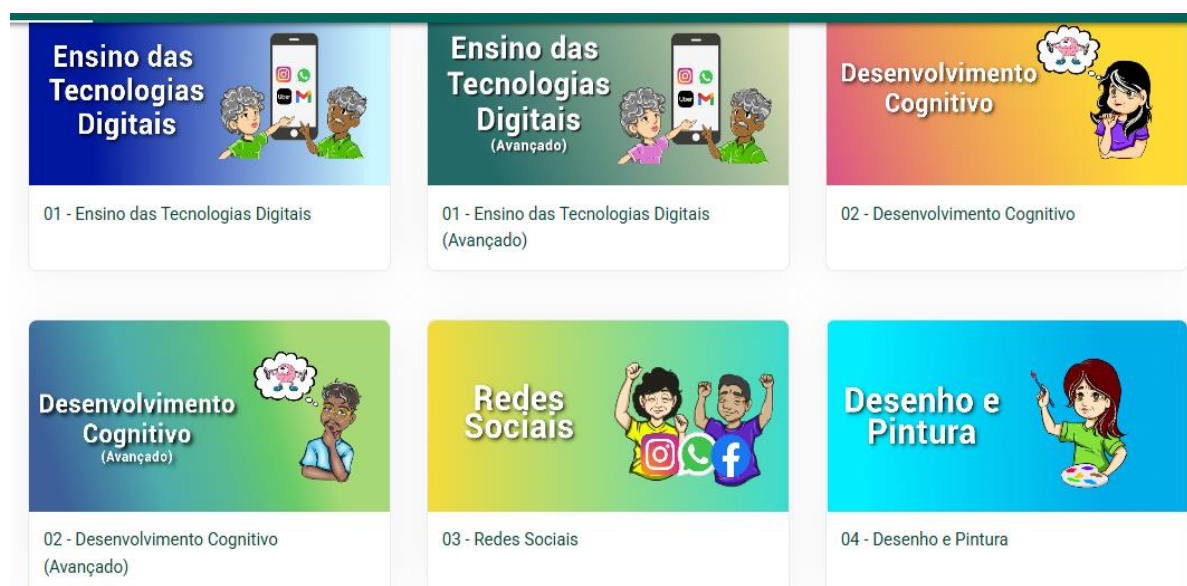 Ensino das
Tecnologias
Digitais
Ensino das
Tecnologias
Digitais
(Avançado)
Desenvolvimento
Cognitivo
01 - Ensino das Tecnologias Digitais
01 - Ensino das Tecnologias Digitais
(Avançado)
02 - Desenvolvimento Cognitivo
Desenvolvimento
Cognitivo
(Avançado)
Redes
Sociais
Desenho e
Pintura
02 - Desenvolvimento Cognitivo
(Avançado)
03 - Redes Sociais
04 - Desenho e Pintura